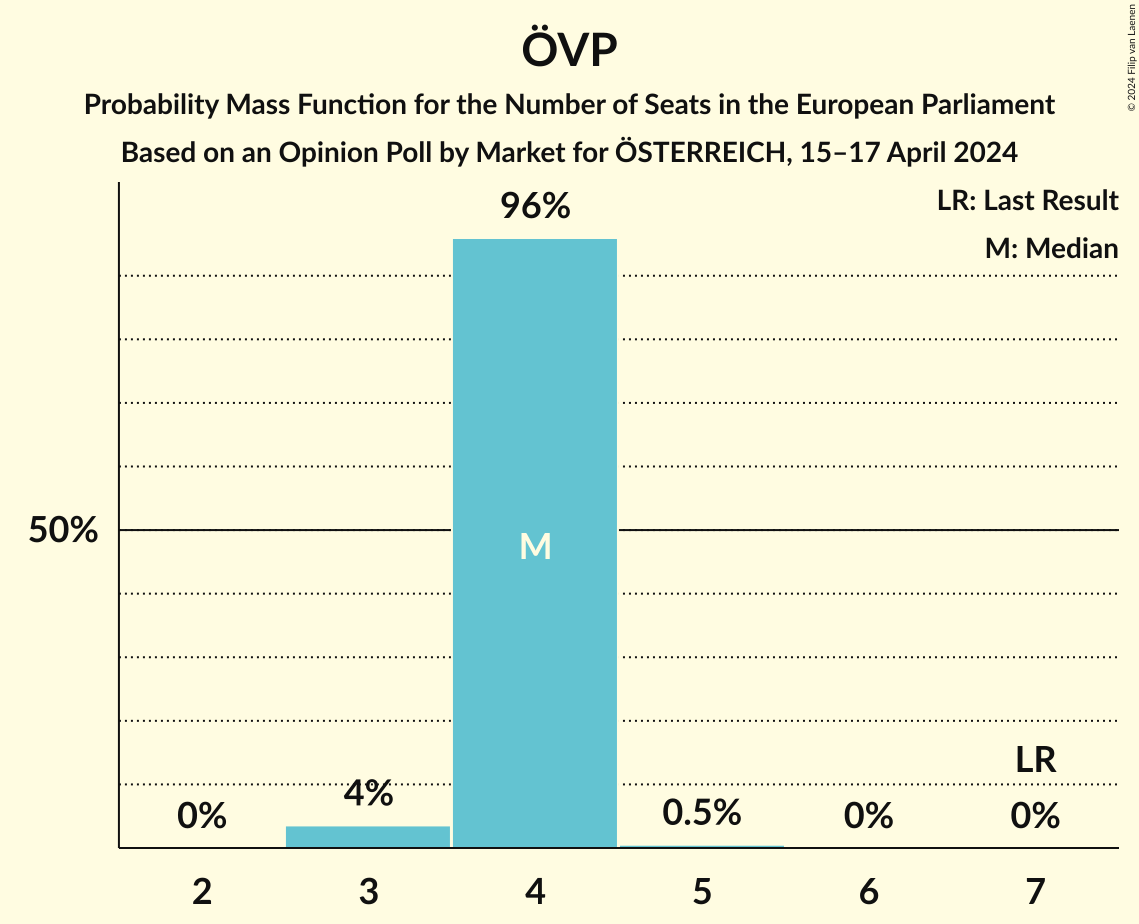 ÖVP
Probability Mass Function for the Number of Seats in the European Parliament
Based on an Opinion Poll by Market for ÖSTERREICH, 15–17 April 2024
© 2024 Filip van Laenen
LR: Last Result
M: Median
96%
50%
M
LR
4%
0%
0.5%
0%
0%
2
3
4
5
6
7